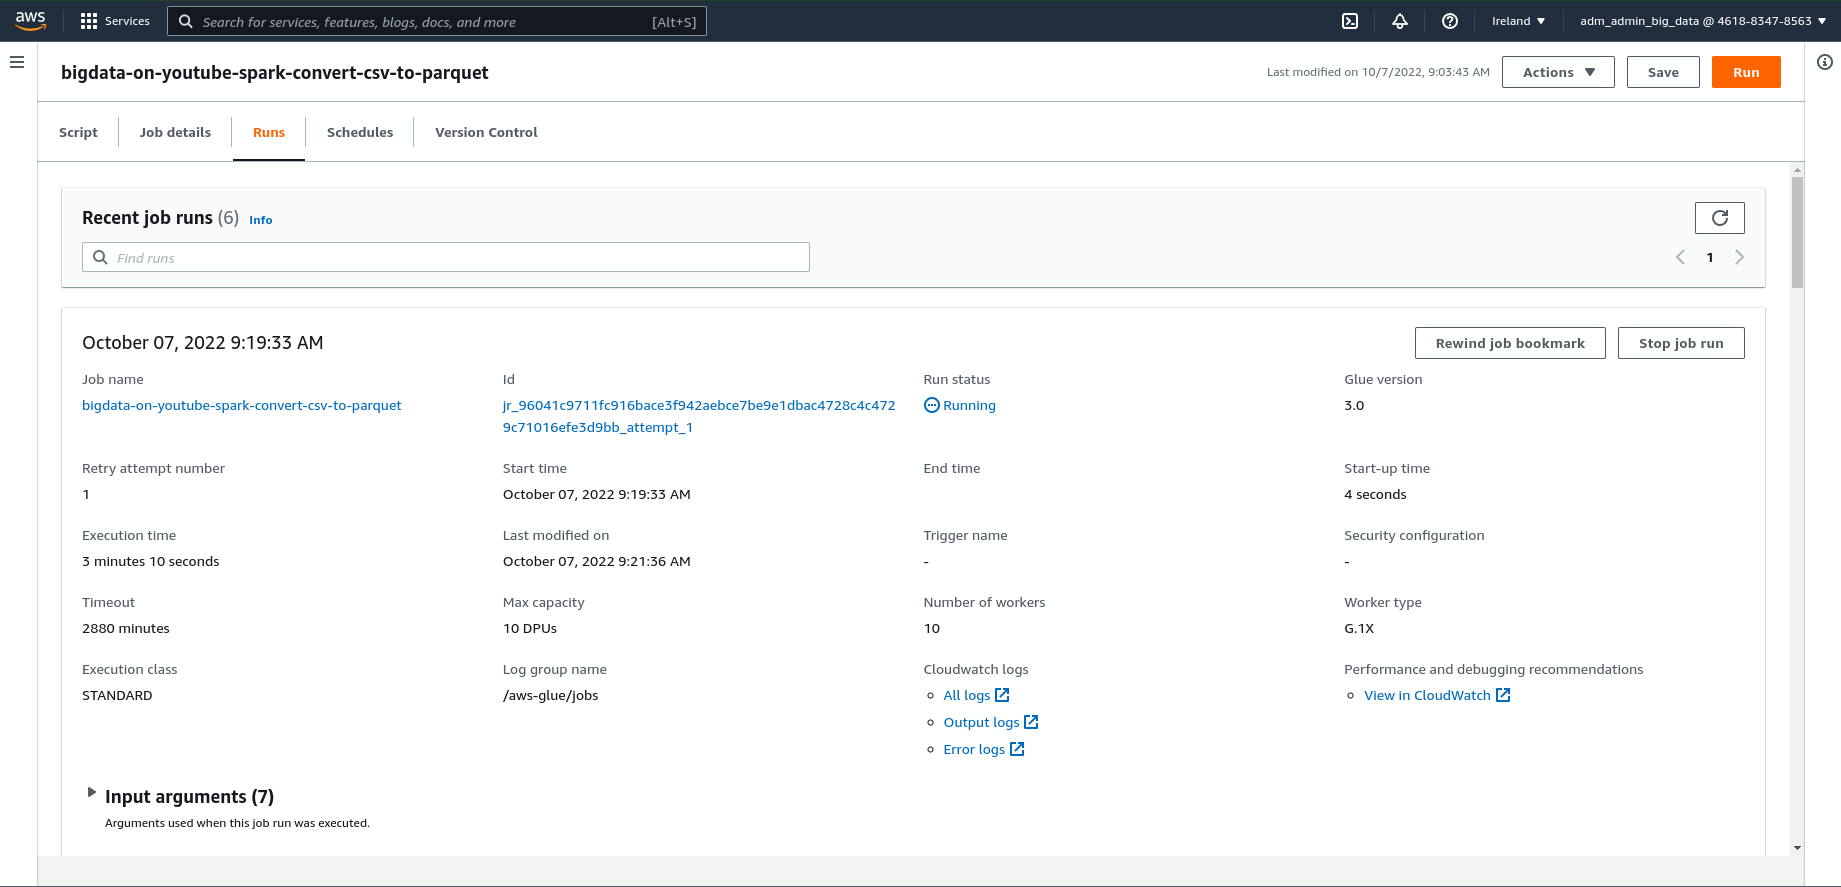 aws
Services
Search for services, features, blogs, docs, and more
[Alt+S]
Ireland
adm_admin_big_data @ 4618-8347-8563
bigdata-on-youtube-spark-convert-csv-to-parquet
Last modified on 10/7/2022, 9:03:43 AM
Actions
Save
Run
Script
Job details
Runs
Schedules
Version Control
Recent job runs (6) Info
Find runs
1
October 07, 2022 9:19:33 AM
Rewind job bookmark
Stop job run
Job name
bigdata-on-youtube-spark-convert-csv-to-parquet
Id
jr_96041c9711fc916bace3f942aebce7be9e1dbac4728c4c472
9c71016efe3d9bb_attempt_1
Run status
Running
Glue version
3.0
Retry attempt number
1
Start time
October 07, 2022 9:19:33 AM
End time
Start-up time
4 seconds
Execution time
3 minutes 10 seconds
Last modified on
October 07, 2022 9:21:36 AM
Trigger name
-
Security configuration
-
Timeout
2880 minutes
Max capacity
10 DPUs
Number of workers
10
Worker type
G.1X
Execution class
STANDARD
Log group name
/aws-glue/jobs
Cloudwatch logs
All logs
Output logs
Error logs
Performance and debugging recommendations
View in CloudWatch
Input arguments (7)
Arguments used when this job run was executed.